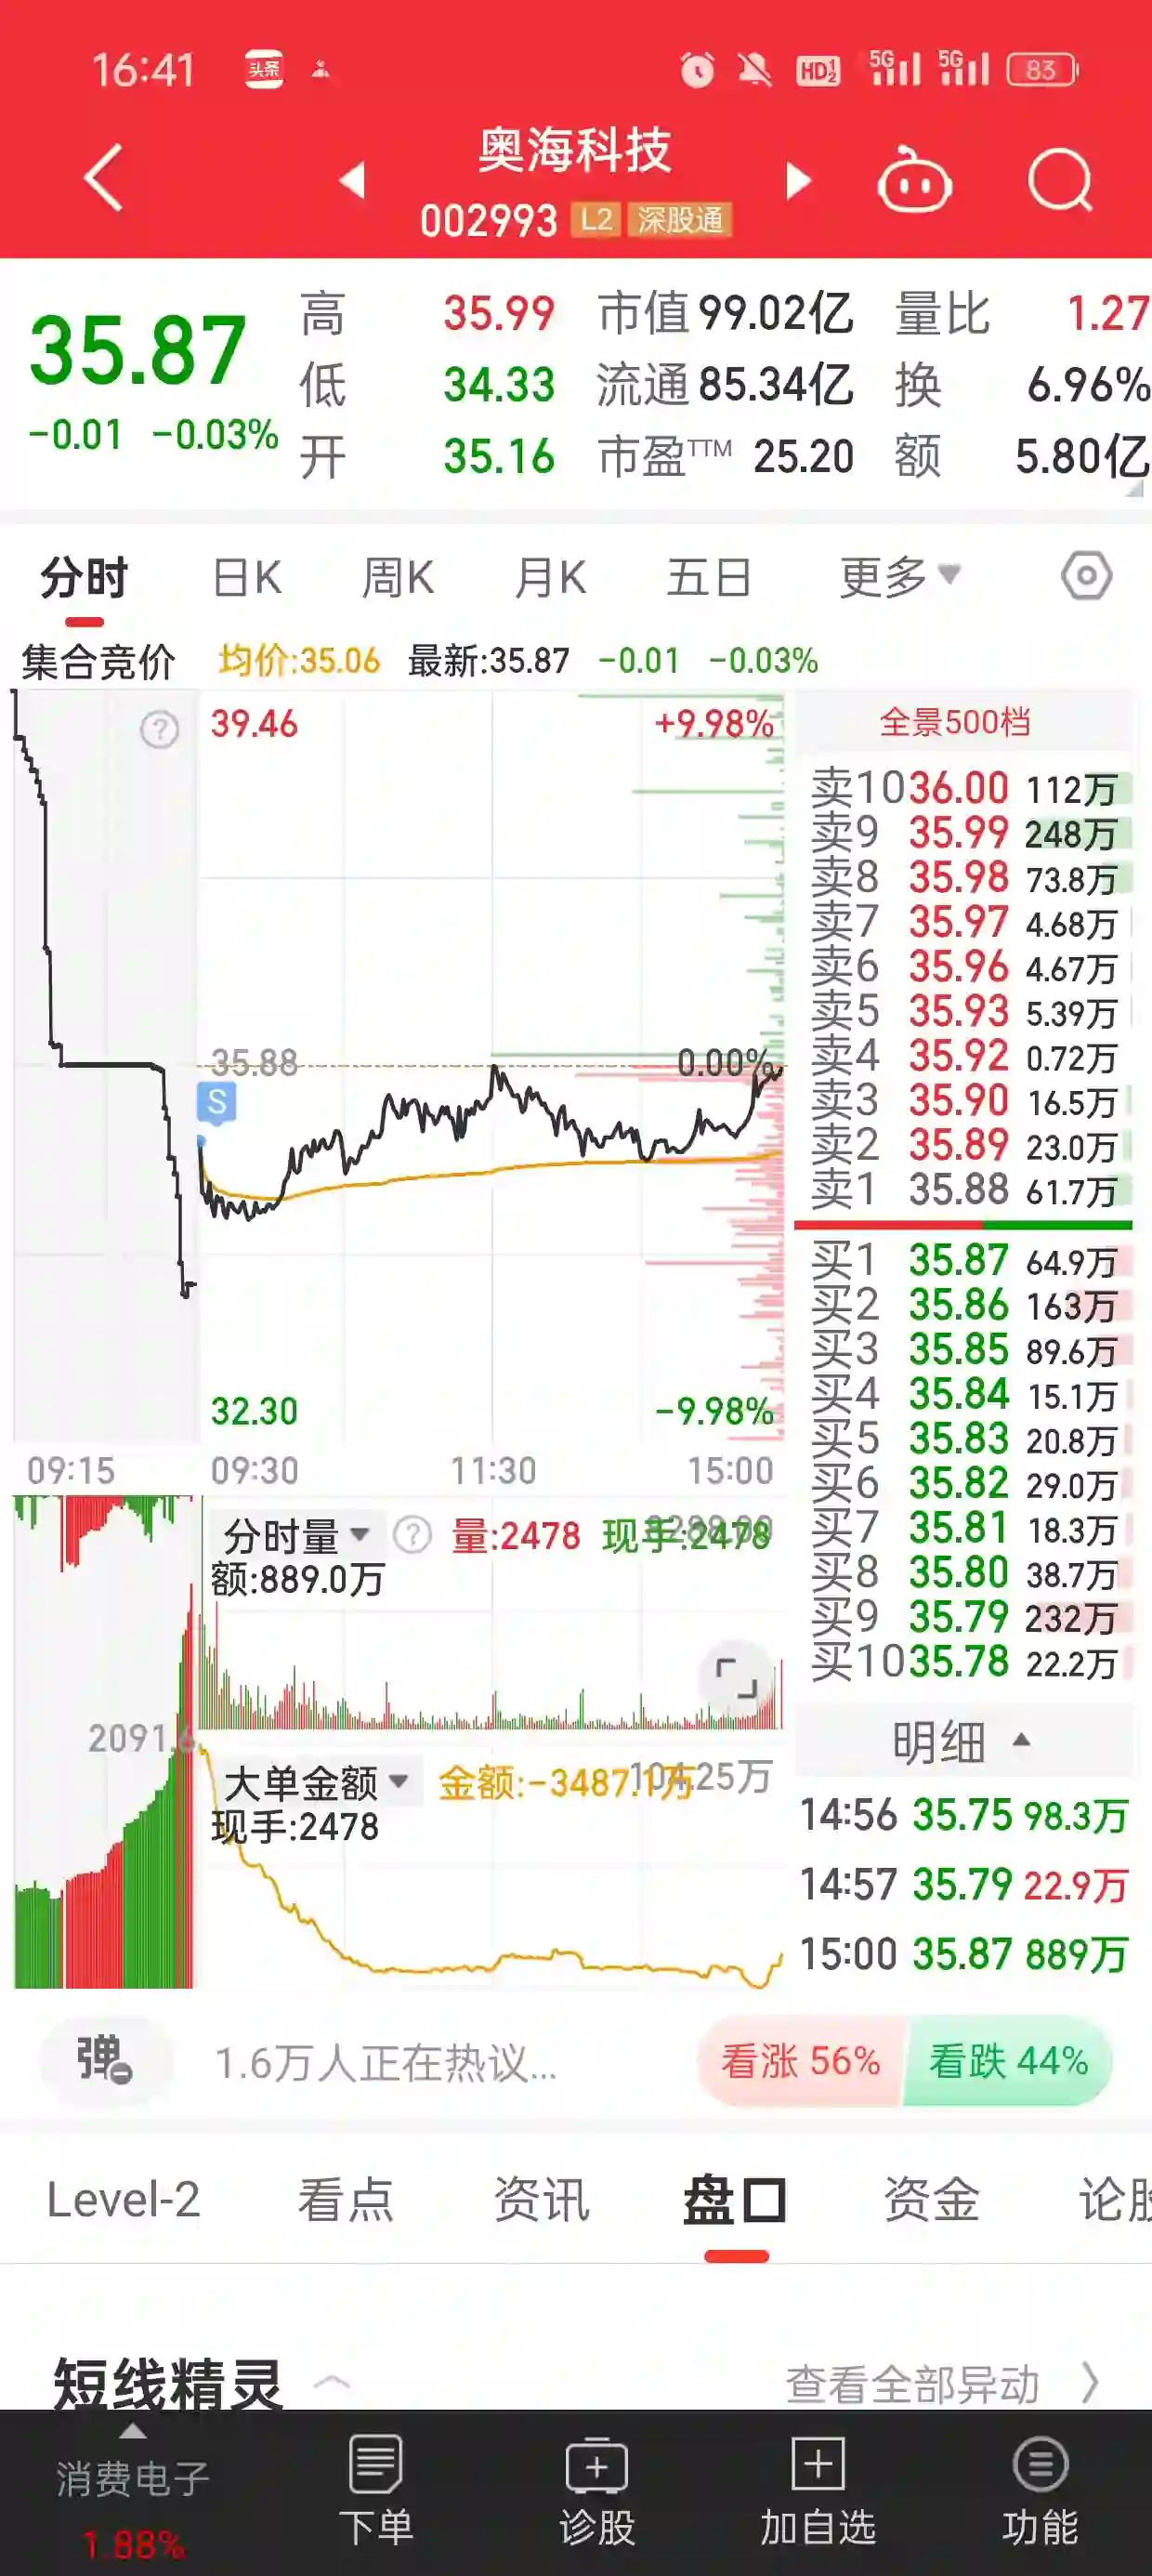 16:41 头条 HD 1 2 5G 5G 83
奥海科技
002993 L2 深股通
35.87
-0.01 -0.03%
高 35.99 市值 99.02亿 量比 1.27
低 34.33 流通 85.34亿 换 6.96%
开 35.16 市盈TTM 25.20 额 5.80亿
分时 日K 周K 月K 五日 更多
集合竞价 均价:35.06 最新:35.87 -0.01 -0.03%
39.46 +9.98%
35.88 0.00%
S
32.30 -9.98%
09:15 09:30 11:30 15:00
全景500档
卖10 36.00 112万
卖9 35.99 248万
卖8 35.98 73.8万
卖7 35.97 4.68万
卖6 35.96 4.67万
卖5 35.93 5.39万
卖4 35.92 0.72万
卖3 35.90 16.5万
卖2 35.89 23.0万
卖1 35.88 61.7万
买1 35.87 64.9万
买2 35.86 163万
买3 35.85 89.6万
买4 35.84 15.1万
买5 35.83 20.8万
买6 35.82 29.0万
买7 35.81 18.3万
买8 35.80 38.7万
买9 35.79 232万
买10 35.78 22.2万
分时量 ? 量:2478 现手:2478
额:889.0万
2091.6
大单金额 金额:-3487.1万
现手:2478
明细
14:56 35.75 98.3万
14:57 35.79 22.9万
15:00 35.87 889万
弹 1.6万人正在热议... 看涨 56% 看跌 44%
Level-2 看点 资讯 盘口 资金 论股
短线精灵 查看全部异动
消费电子
1.88%
下单 诊股 加自选 功能